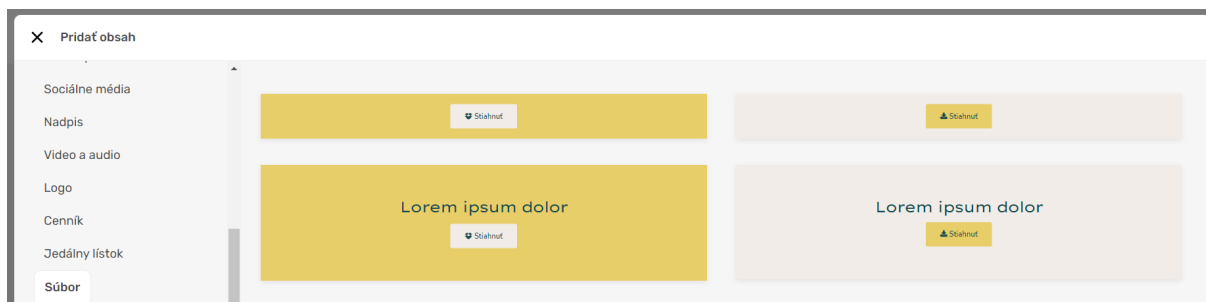 Pridať obsah
Sociálne média
Nadpis
Video a audio
Logo
Cenník
Jedálny lístok
Súbor
Stiahnuť
Stiahnuť
Lorem ipsum dolor
Stiahnuť
Lorem ipsum dolor
Stiahnuť